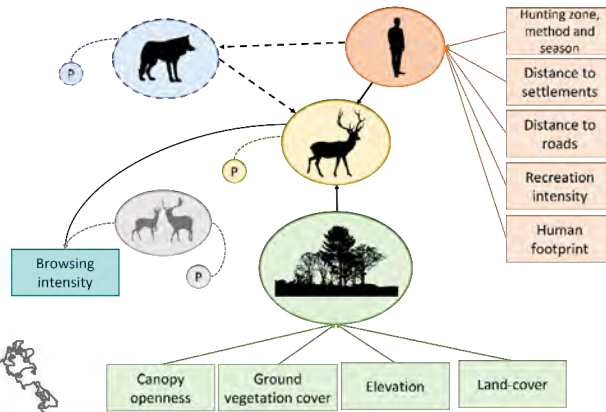 Hunting zone,
method and
season
P
Distance to
settlements
Distance to
roads
P
Recreation
intensity
Human
footprint
Browsing
intensity
P
Canopy
openness
Ground
vegetation cover
Elevation
Land-cover